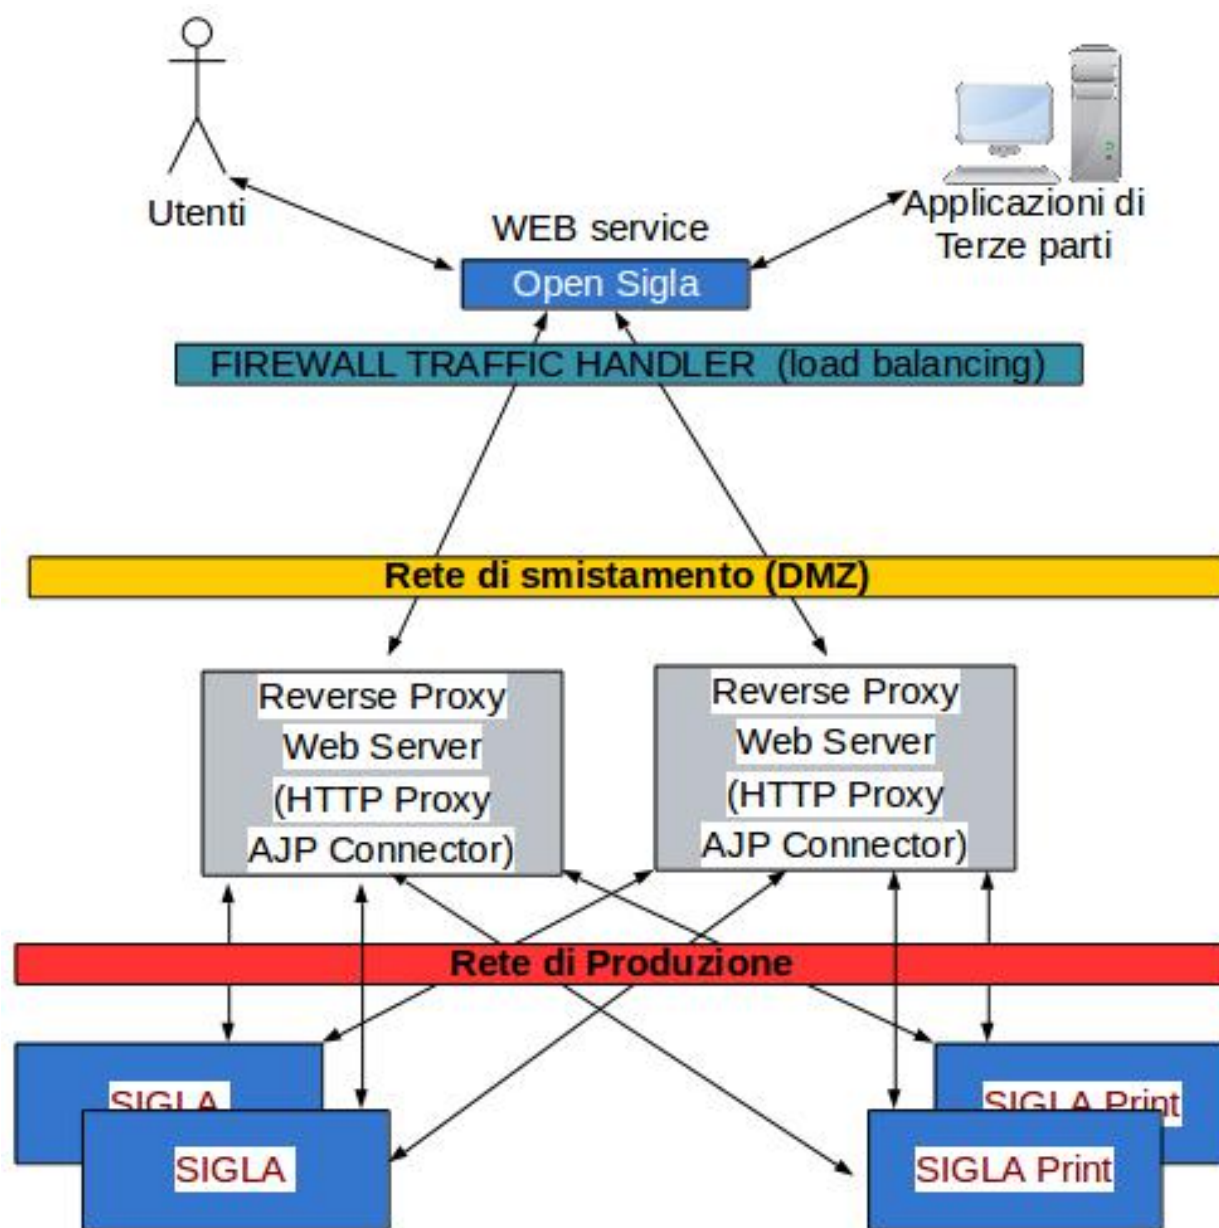 Utenti
Applicazioni di
Terze parti
WEB service
Open Sigla
FIREWALL TRAFFIC HANDLER (load balancing)
Rete di smistamento (DMZ)
Reverse Proxy
Web Server
(HTTP Proxy
AJP Connector)
Reverse Proxy
Web Server
(HTTP Proxy
AJP Connector)
Rete di Produzione
SIGLA
SIGLA
SIGLA Print
SIGLA Print